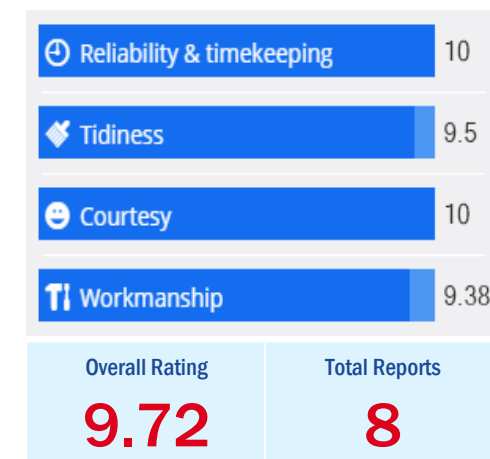 Reliability & timekeeping 10
Tidiness 9.5
Courtesy 10
Workmanship 9.38
Overall Rating Total Reports
9.72 8